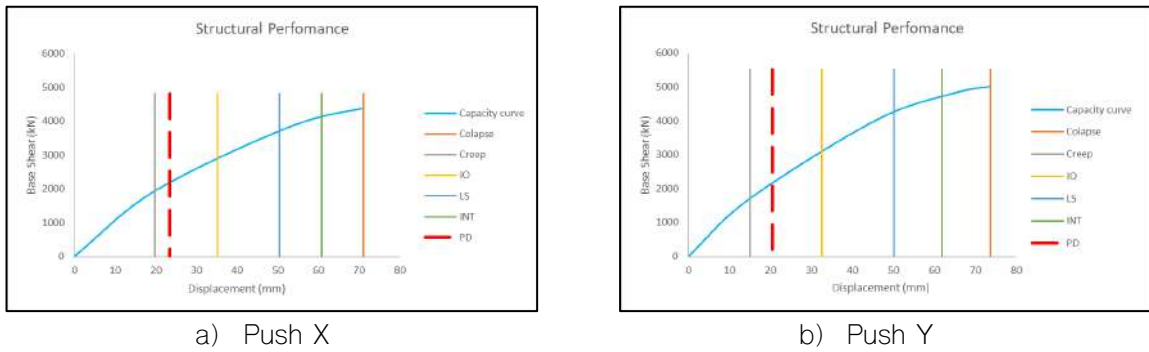 Structural Perfomance
6000
5000
4000
3000
2000
1000
0
Base Shear (kN)
0 10 20 30 40 50 60 70 80
Displacement (mm)
Capacity curve
Colapse
Creep
IO
LS
INT
PD
a) Push X
Structural Perfomance
6000
5000
4000
3000
2000
1000
0
Base Shear (kN)
0 10 20 30 40 50 60 70 80
Displacement (mm)
Capacity curve
Colapse
Creep
IO
LS
INT
PD
b) Push Y